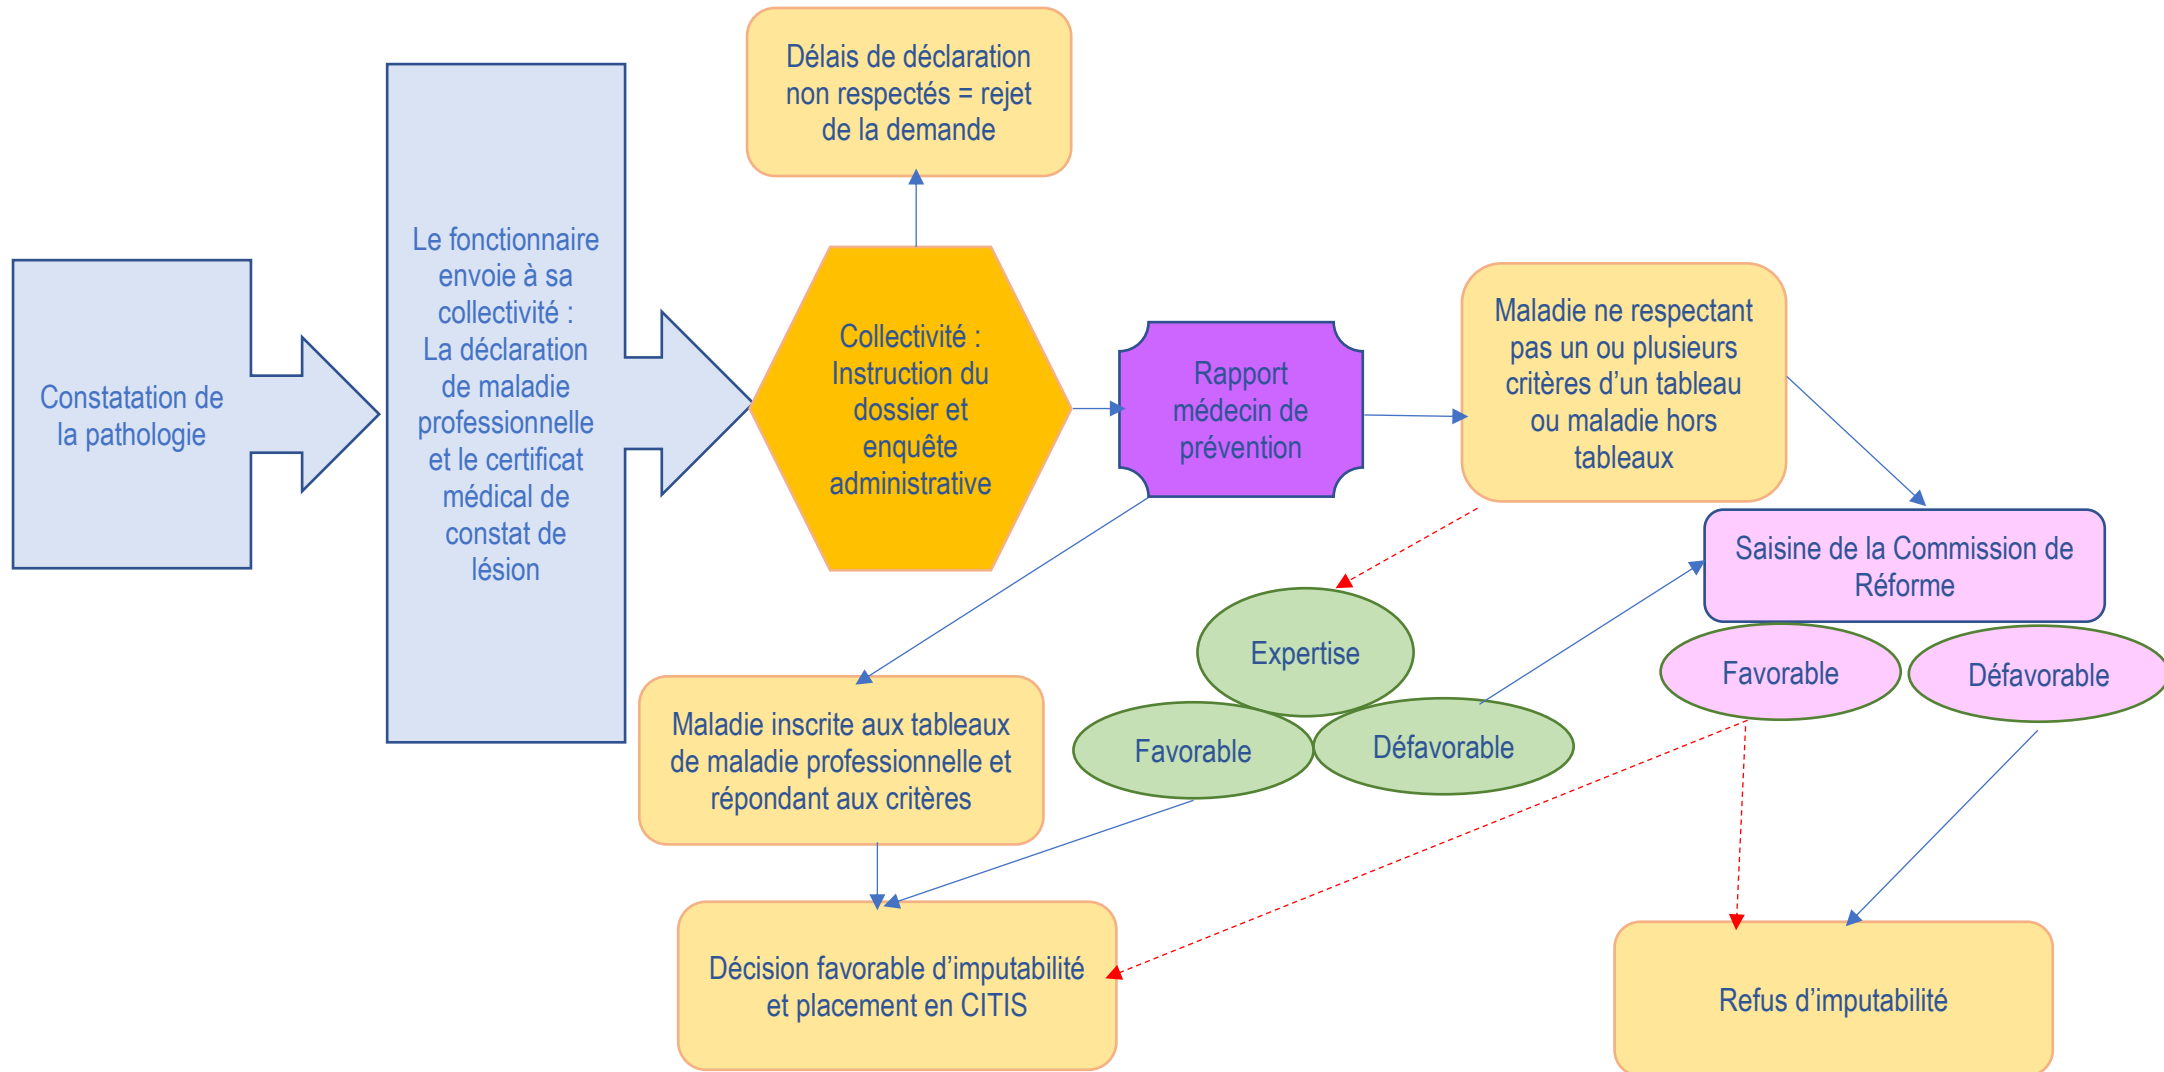 Constatation de
la pathologie
Le fonctionnaire
envoie à sa
collectivité :
La déclaration
de maladie
professionnelle
et le certificat
médical de
constat de
lésion
Délais de déclaration
non respectés = rejet
de la demande
Collectivité :
Instruction du
dossier et
enquête
administrative
Rapport
médecin de
prévention
Maladie ne respectant
pas un ou plusieurs
critères d’un tableau
ou maladie hors
tableaux
Saisine de la Commission de
Réforme
Favorable
Défavorable
Expertise
Favorable
Défavorable
Maladie inscrite aux tableaux
de maladie professionnelle et
répondant aux critères
Décision favorable d’imputabilité
et placement en CITIS
Refus d’imputabilité